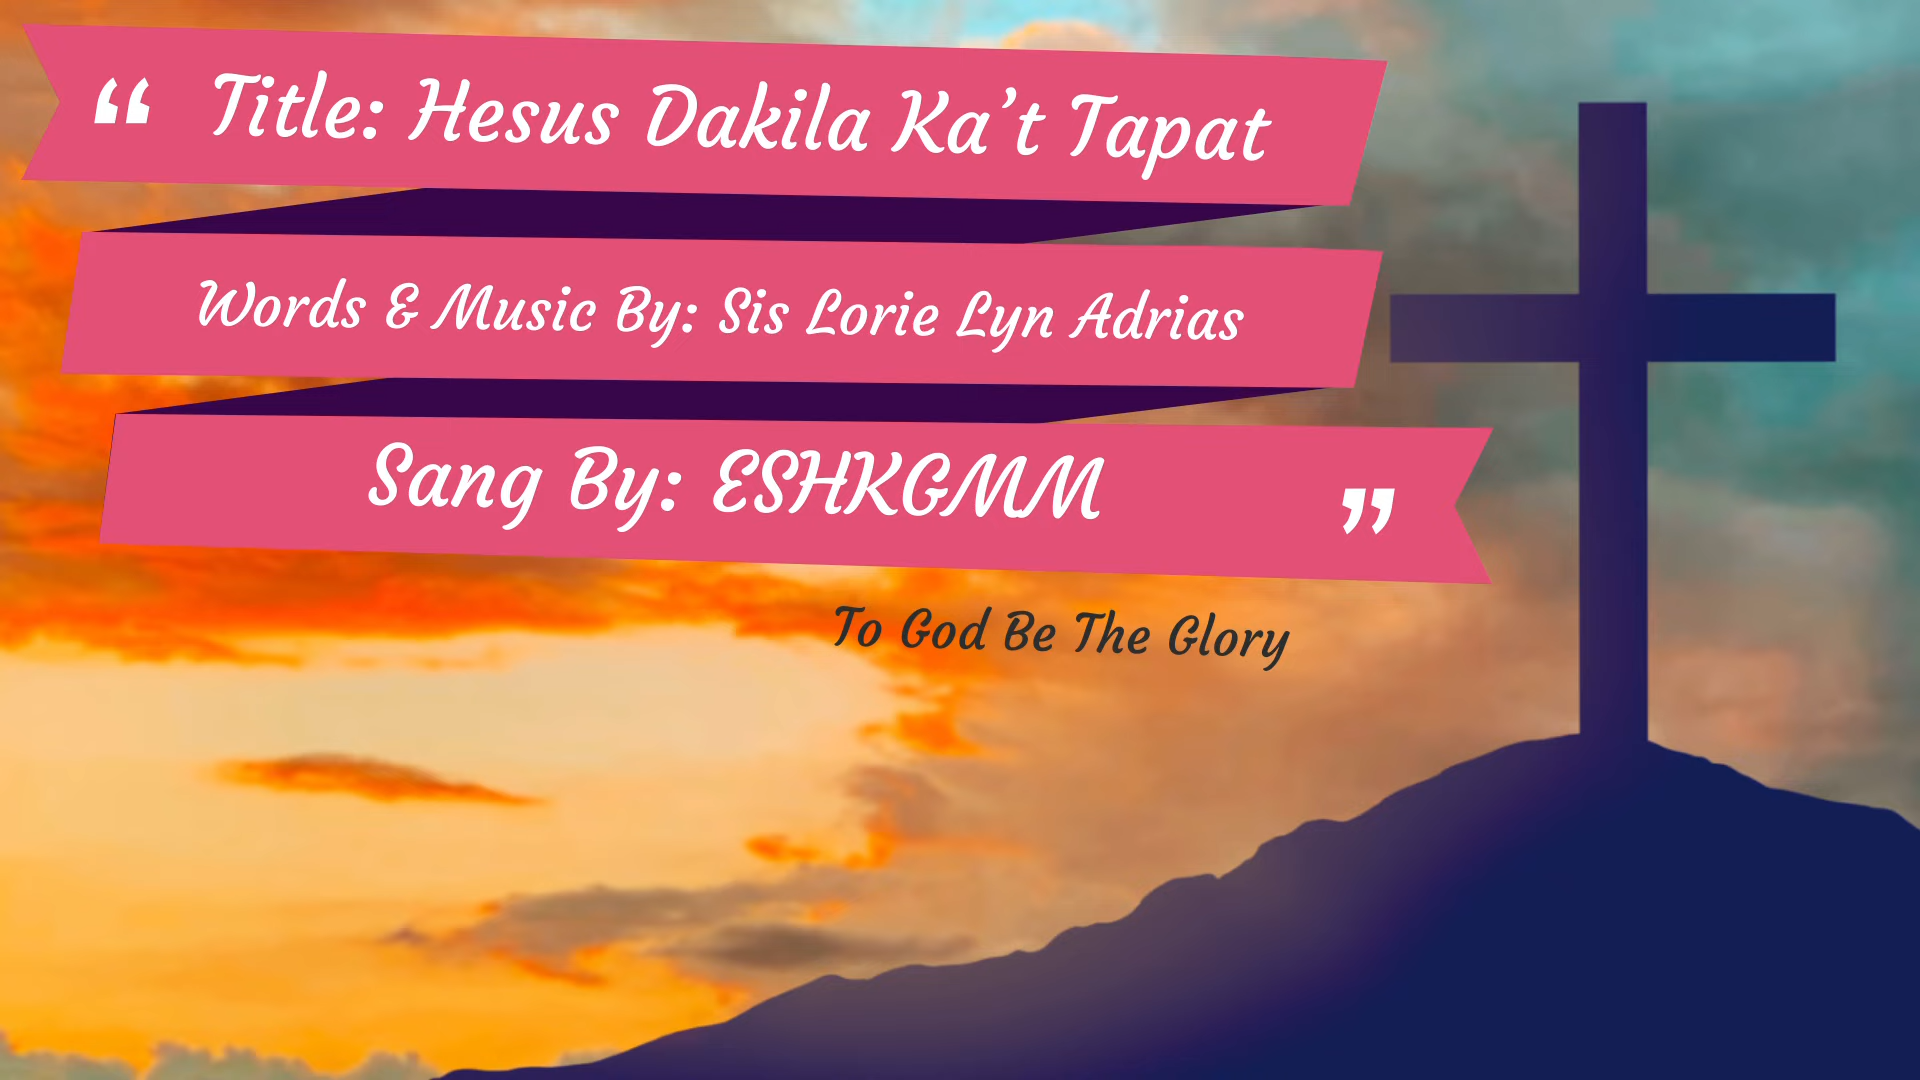 “ Title: Hesus Dakila Ka’t Tapat
Words & Music By: Sis Lorie Lyn Adrias
Sang By: ESHKGMM ”
To God Be The Glory